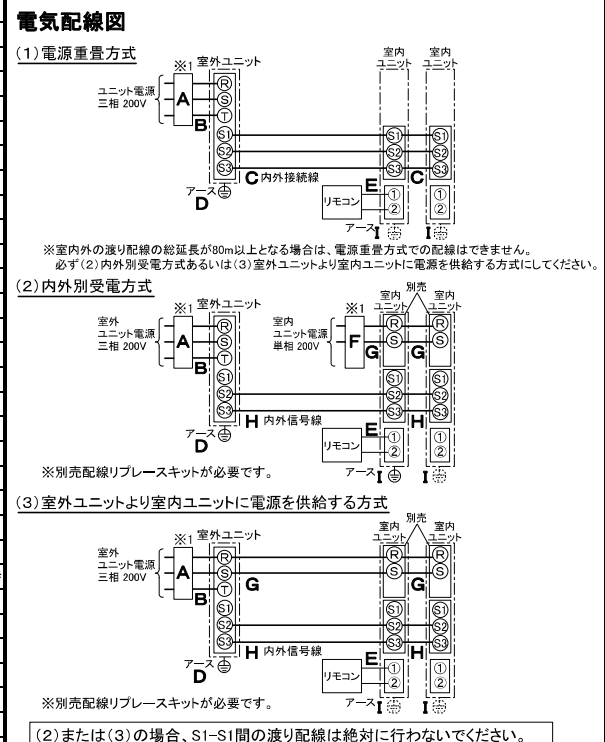 電気配線図
(1)電源重畳方式
※1 室外ユニット
室内
ユニット
室内
ユニット
ユニット電源
三相 200V
A
B
R
S
T
S1
S2
S3
S1
S2
S3
S1
S2
S3
C 内外接続線
C
アース
D
E
リモコン
①
②
①
②
アース I
I
※室内外の渡り配線の総延長が80m以上となる場合は、電源重畳方式での配線はできません。
必ず(2)内外別受電方式あるいは(3)室外ユニットより室内ユニットに電源を供給する方式にしてください。
(2)内外別受電方式
※1 室外ユニット
※1
室内
ユニット
別売
室内
ユニット
室外
ユニット電源
三相 200V
A
B
R
S
T
S1
S2
S3
室内
ユニット電源
単相 200V
F
G
R
S
G
R
S
S1
S2
S3
S1
S2
S3
H 内外信号線
H
アース
D
E
リモコン
①
②
①
②
※別売配線リプレースキットが必要です。
アース I
I
(3)室外ユニットより室内ユニットに電源を供給する方式
※1 室外ユニット
室内
ユニット
別売
室内
ユニット
室外
ユニット電源
三相 200V
A
B
R
S
T
S1
S2
S3
G
R
S
G
R
S
S1
S2
S3
S1
S2
S3
H 内外信号線
H
アース
D
E
リモコン
①
②
①
②
※別売配線リプレースキットが必要です。
アース I
I
(2)または(3)の場合、S1-S1間の渡り配線は絶対に行わないでください。